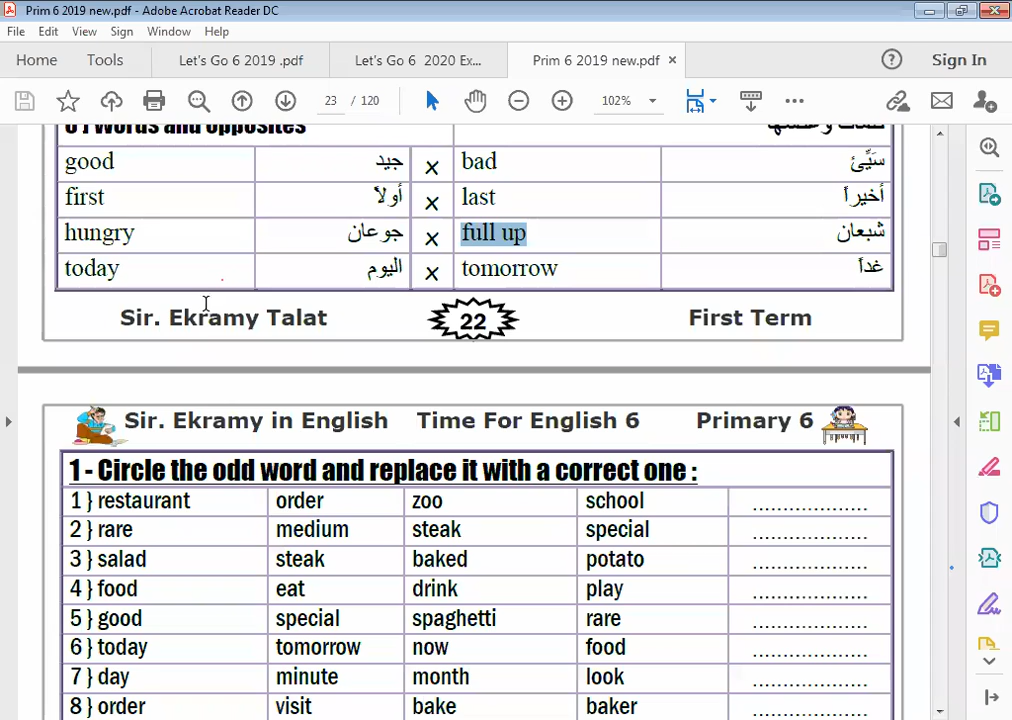 Prim 6 2019 new.pdf - Adobe Acrobat Reader DC
File Edit View Sign Window Help
Home Tools Let's Go 6 2019 .pdf Let's Go 6 2020 Ex... Prim 6 2019 new.pdf × Sign In
23 / 120 102%
Words and opposites
good جيد x bad سَيِّئ
first أولاً x last أخيراً
hungry جوعان x full up شبعان
today اليوم x tomorrow غداً
Sir. Ekramy Talat 22 First Term
Sir. Ekramy in English Time For English 6 Primary 6
1 - Circle the odd word and replace it with a correct one :
1 } restaurant order zoo school ...................
2 } rare medium steak special ...................
3 } salad steak baked potato ...................
4 } food eat drink play ...................
5 } good special spaghetti rare ...................
6 } today tomorrow now food ...................
7 } day minute month look ...................
8 } order visit bake baker ...................